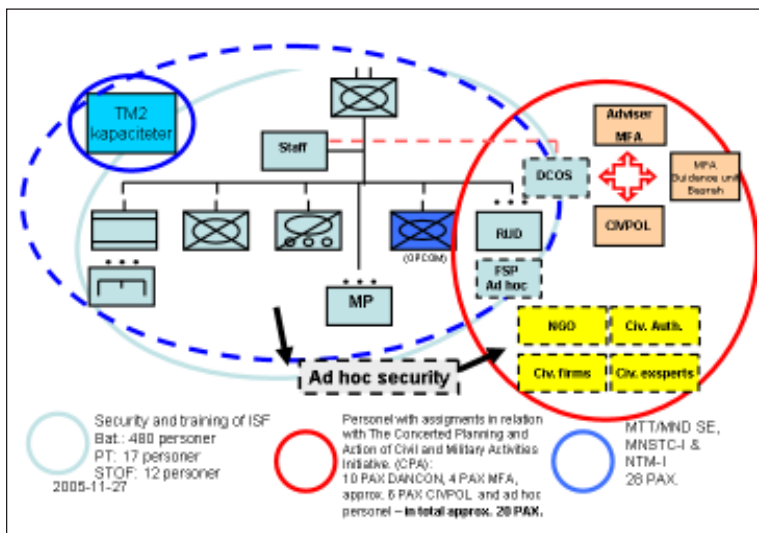 TM2
kapaciteter
Staff
DCOS
Adviser
MFA
MFA
Guidance unit
Basrah
CIVPOL
(OPCOM)
MP
FSP
Ad hoc
NGO
Civ. Auth.
Civ. firms
Civ. exsperts
Ad hoc security
Security and training of ISF
Bat.: 480 personer
PT: 17 personer
STOF: 12 personer
2005-11-27
Personel with assigments in relation
with The Concerted Planning and
Action of Civil and Military Activities
Initiative. (CPA):
10 PAX DANCON, 4 PAX MFA,
approx. 6 PAX CIVPOL and ad hoc
personel – in total approx. 20 PAX.
MTT/MND SE,
MNSTC-I &
NTM-I
28 PAX.